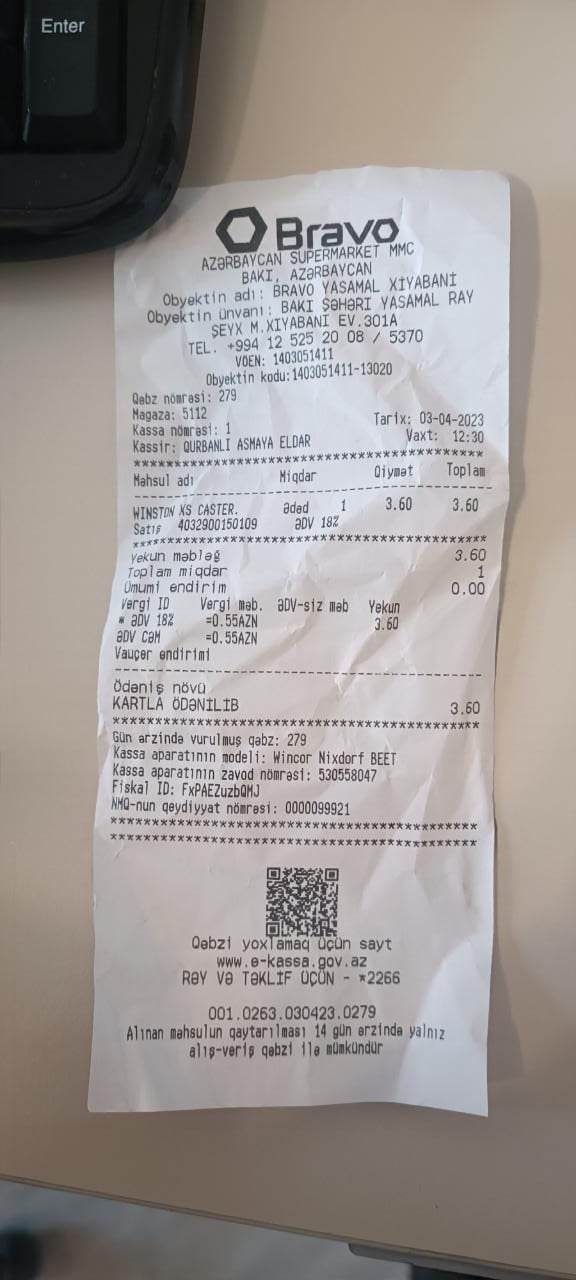 Enter
Bravo
AZƏRBAYCAN SUPERMARKET MMC
BAKI, AZƏRBAYCAN
Obyektin adı: BRAVO YASAMAL XİYABANİ
Obyektin ünvanı: BAKI ŞƏHƏRİ YASAMAL RAY
ŞEYX M.XİYABANİ EV.301A
TEL. +994 12 525 20 08 / 5370
VÖEN: 1403051411
Obyektin kodu:1403051411-13020
Qəbz nömrəsi: 279
Magaza: 5112 Tarix: 03-04-2023
Kassa nömrəsi: 1 Vaxt: 12:30
Kassir: QURBANLI ASMAYA ELDAR
************************************************
Məhsul adı Miqdar Qiymət Toplam
------------------------------------------------
WINSTON XS CASTER. Ədəd 1 3.60 3.60
Satış 4032900150109 ƏDV 18%
************************************************
Yekun məbləğ 3.60
Toplam miqdar 1
Ümumi endirim 0.00
Vergi ID Vergi məb. ƏDV-siz məb Yekun
* ƏDV 18% =0.55AZN 3.60
ƏDV CƏM =0.55AZN
Vauçer endirimi
------------------------------------------------
Ödəniş növü
KARTLA ÖDƏNİLİB 3.60
************************************************
Gün ərzində vurulmuş qəbz: 279
Kassa aparatının modeli: Wincor Nixdorf BEET
Kassa aparatının zavod nömrəsi: 530558047
Fiskal ID: FxPAEZuzbQMJ
NMQ-nun qeydiyyat nömrəsi: 0000099921
************************************************
************************************************
Qəbzi yoxlamaq üçün sayt
www.e-kassa.gov.az
RƏY VƏ TƏKLİF ÜÇÜN - *2266
001.0263.030423.0279
Alınan məhsulun qaytarılması 14 gün ərzində yalnız
alış-veriş qəbzi ilə mümkündür